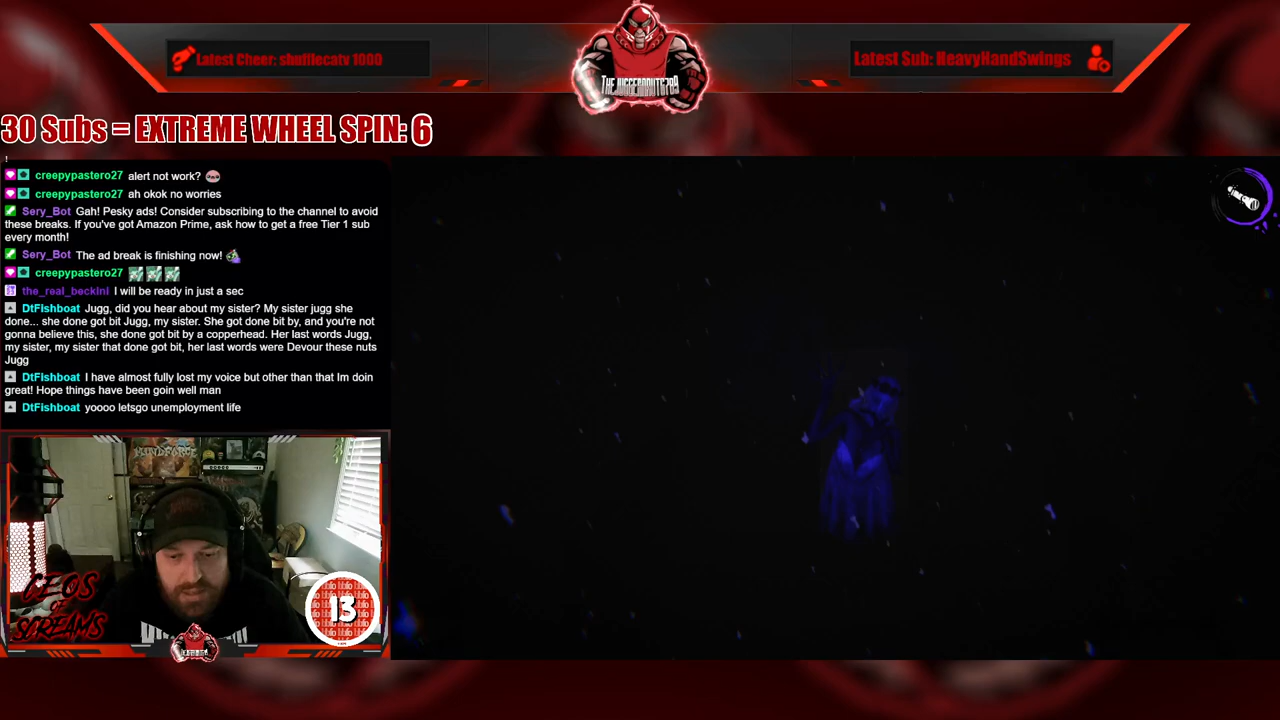 Latest Cheer: shufflecatv 1000
THEJUGGERNAUT6789
Latest Sub: HeavyHandSwings
30 Subs = EXTREME WHEEL SPIN: 6
!
creepypastero27 alert not work?
creepypastero27 ah okok no worries
Sery_Bot Gah! Pesky ads! Consider subscribing to the channel to avoid
these breaks. If you've got Amazon Prime, ask how to get a free Tier 1 sub
every month!
Sery_Bot The ad break is finishing now!
creepypastero27
the_real_beckini I will be ready in just a sec
DtFishboat Jugg, did you hear about my sister? My sister jugg she
done... she done got bit Jugg, my sister. She got done bit by, and you're not
gonna believe this, she done got bit by a copperhead. Her last words Jugg,
my sister, my sister that done got bit, her last words were Devour these nuts
Jugg
DtFishboat I have almost fully lost my voice but other than that Im doin
great! Hope things have been goin well man
DtFishboat yoooo letsgo unemployment life
MINDFORCE
CEOS
OF
SCREAMS
13